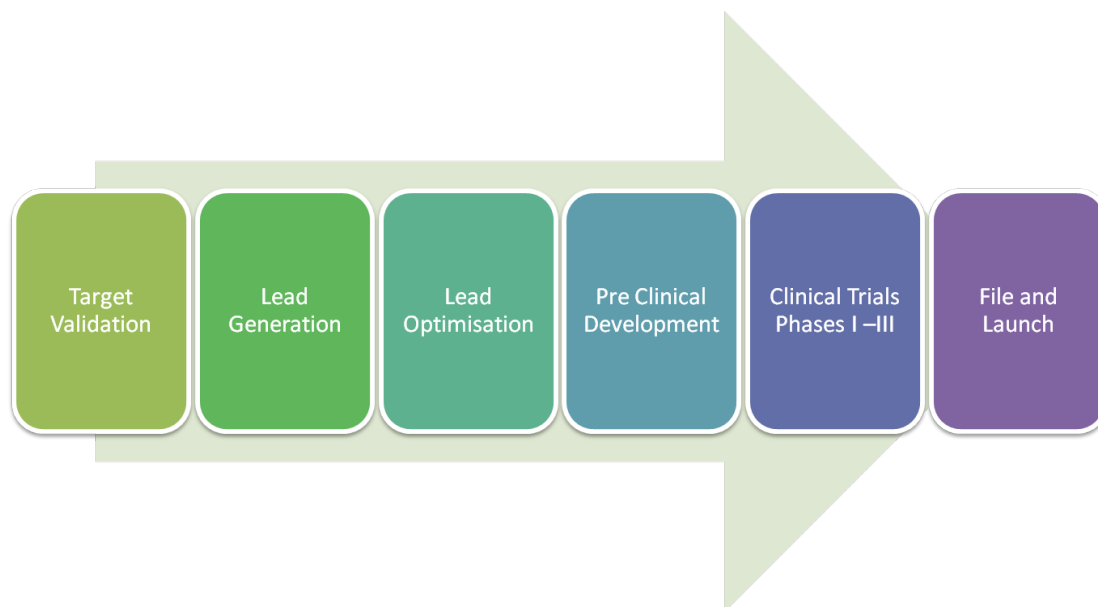 Target
Validation
Lead
Generation
Lead
Optimisation
Pre Clinical
Development
Clinical Trials
Phases I –III
File and
Launch